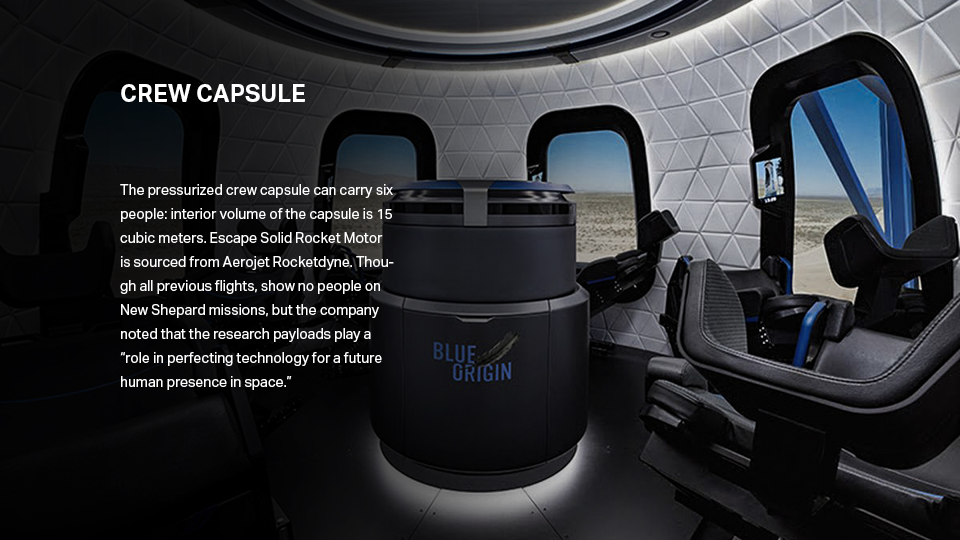 CREW CAPSULE
The pressurized crew capsule can carry six
people: interior volume of the capsule is 15
cubic meters. Escape Solid Rocket Motor
is sourced from Aerojet Rocketdyne. Thou-
gh all previous flights, show no people on
New Shepard missions, but the company
noted that the research payloads play a
"role in perfecting technology for a future
human presence in space."
BLUE
ORIGIN